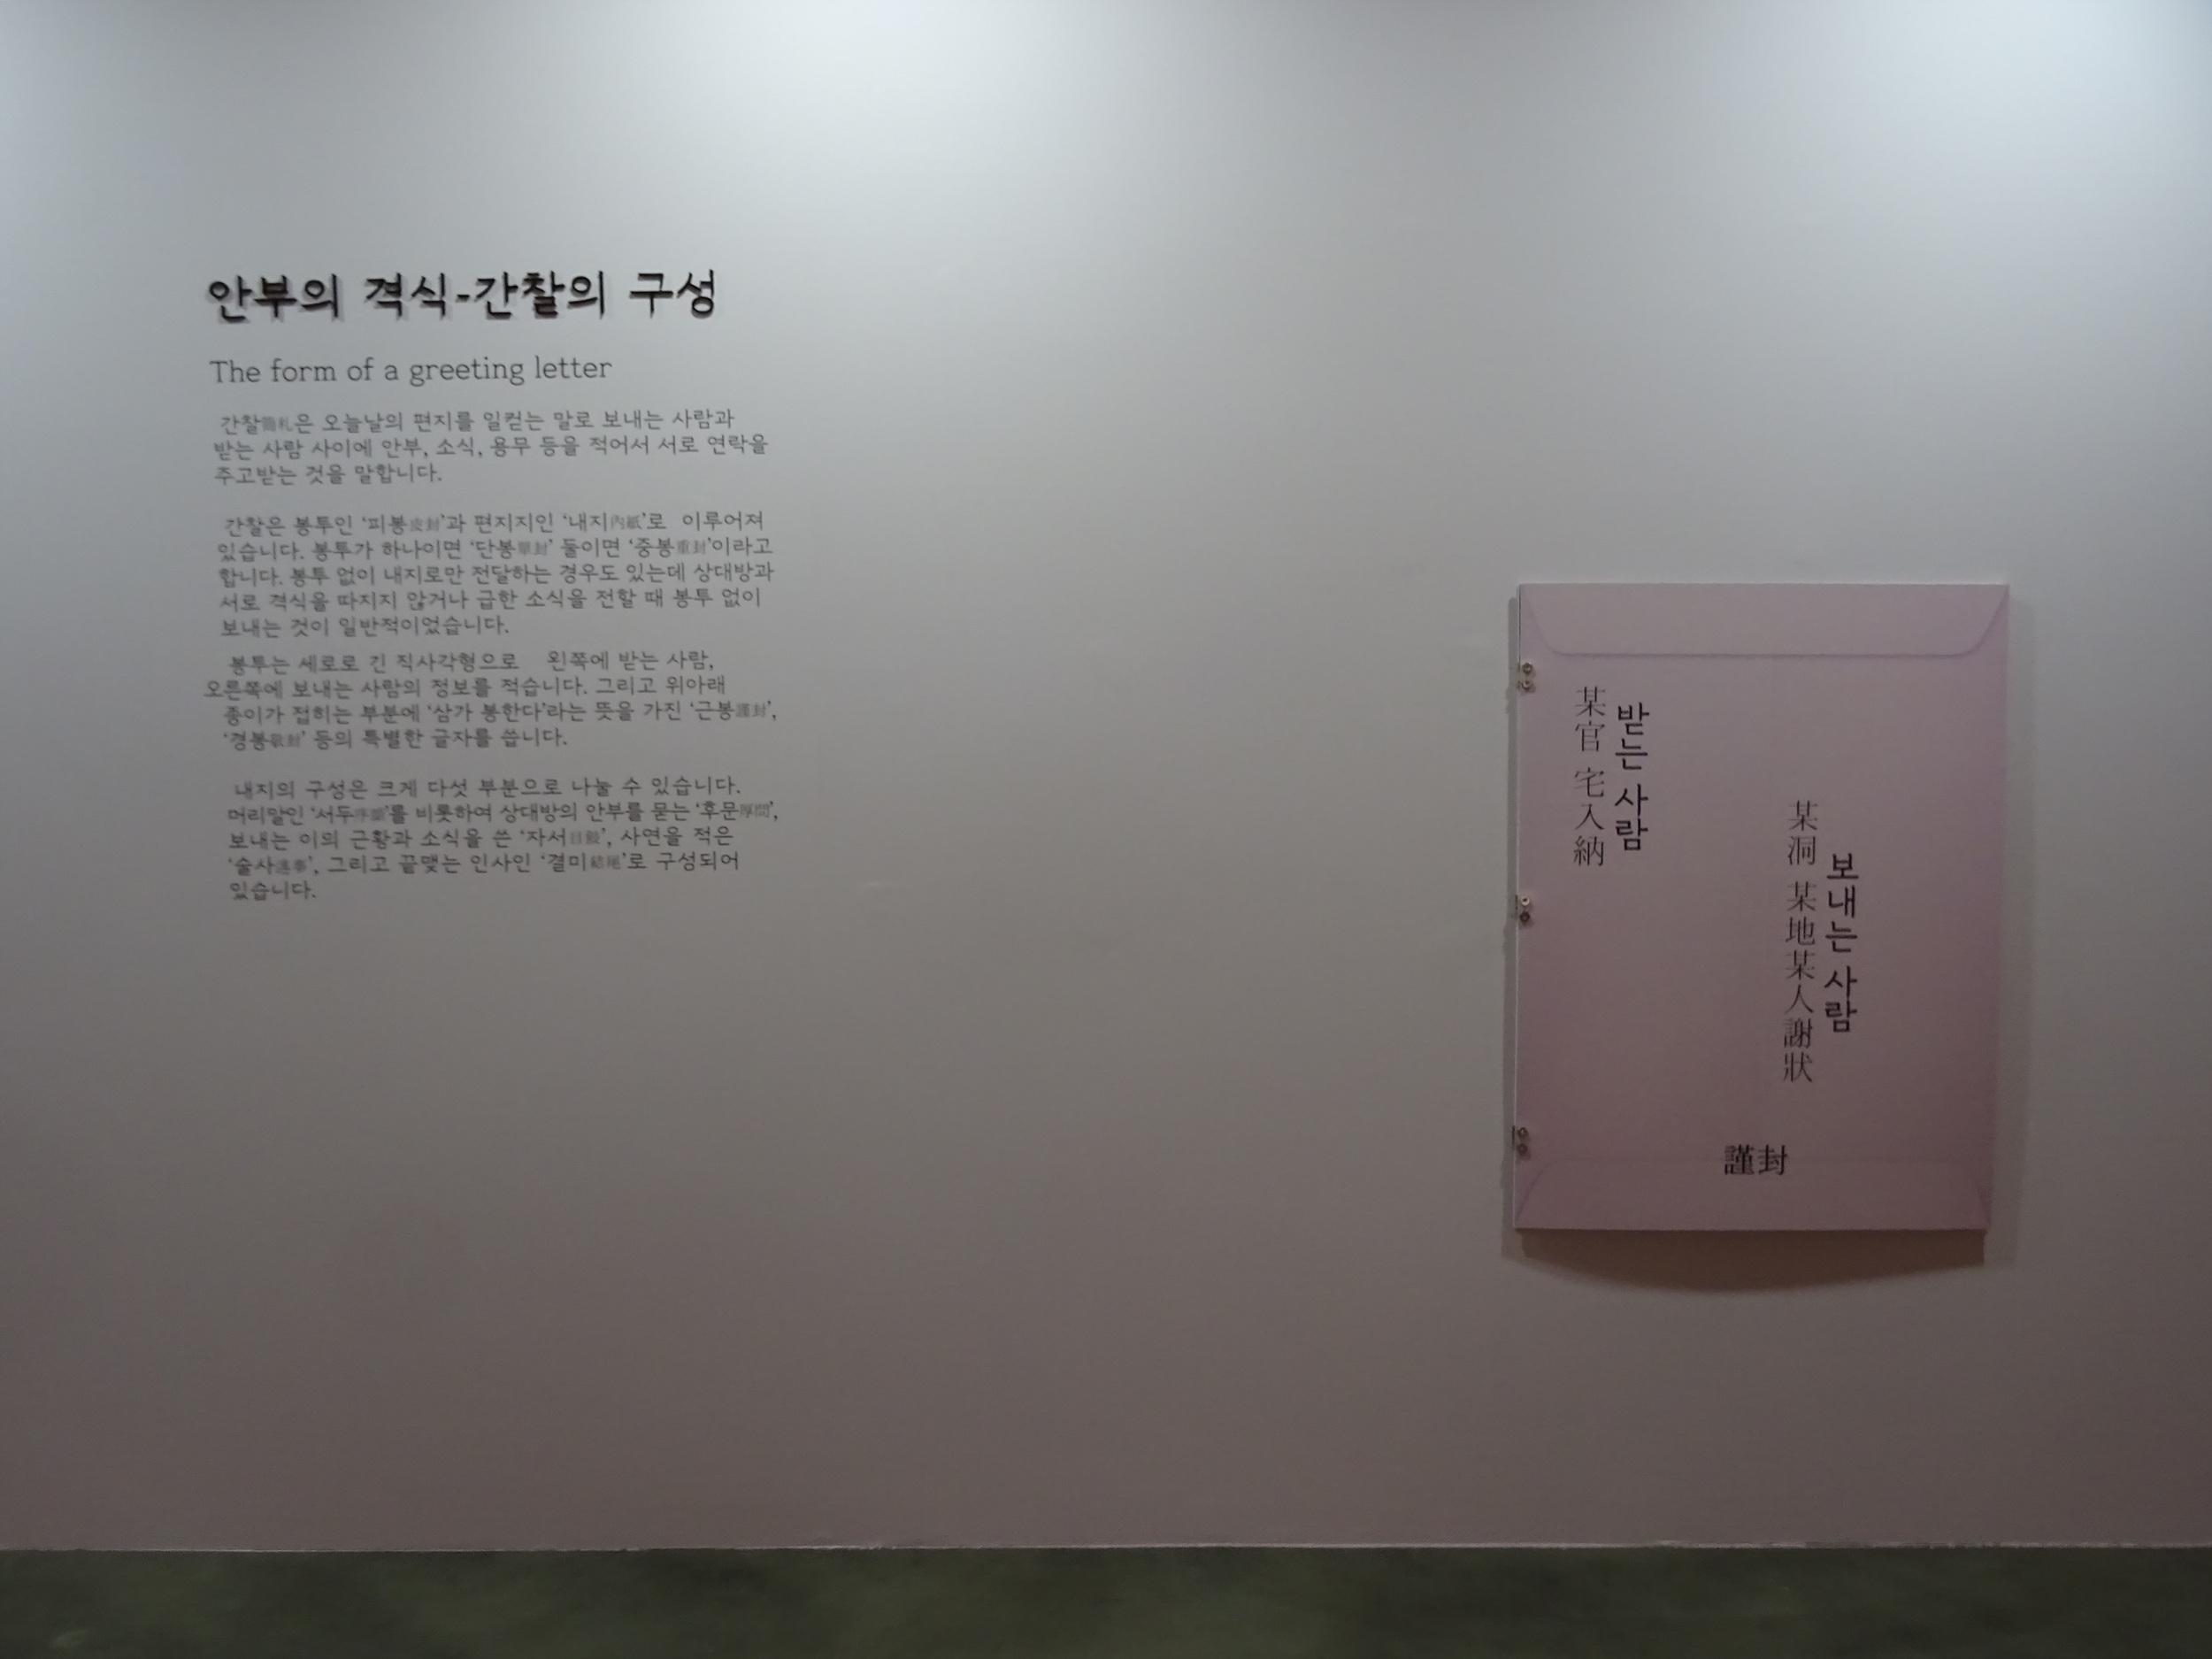 안부의 격식-간찰의 구성
The form of a greeting letter
간찰簡札은 오늘날의 편지를 일컫는 말로 보내는 사람과
받는 사람 사이에 안부, 소식, 용무 등을 적어서 서로 연락을
주고받는 것을 말합니다.
간찰은 봉투인 ‘피봉皮封’과 편지지인 ‘내지內紙’로 이루어져
있습니다. 봉투가 하나이면 ‘단봉單封’ 둘이면 ‘중봉重封’이라고
합니다. 봉투 없이 내지로만 전달하는 경우도 있는데 상대방과
서로 격식을 따지지 않거나 급한 소식을 전할 때 봉투 없이
보내는 것이 일반적이었습니다.
봉투는 세로로 긴 직사각형으로 왼쪽에 받는 사람,
오른쪽에 보내는 사람의 정보를 적습니다. 그리고 위아래
종이가 접히는 부분에 ‘삼가 봉한다’라는 뜻을 가진 ‘근봉謹封’,
‘경봉敬封’ 등의 특별한 글자를 씁니다.
내지의 구성은 크게 다섯 부분으로 나눌 수 있습니다.
머리말인 ‘서두’를 비롯하여 상대방의 안부를 묻는 ‘후문’,
보내는 이의 근황과 소식을 쓴 ‘자서’, 사연을 적은
‘술사’, 그리고 끝맺는 인사인 ‘결미結尾’로 구성되어
있습니다.
某官 宅入納
받는 사람
某洞 某地某人謝狀
보내는 사람
謹封